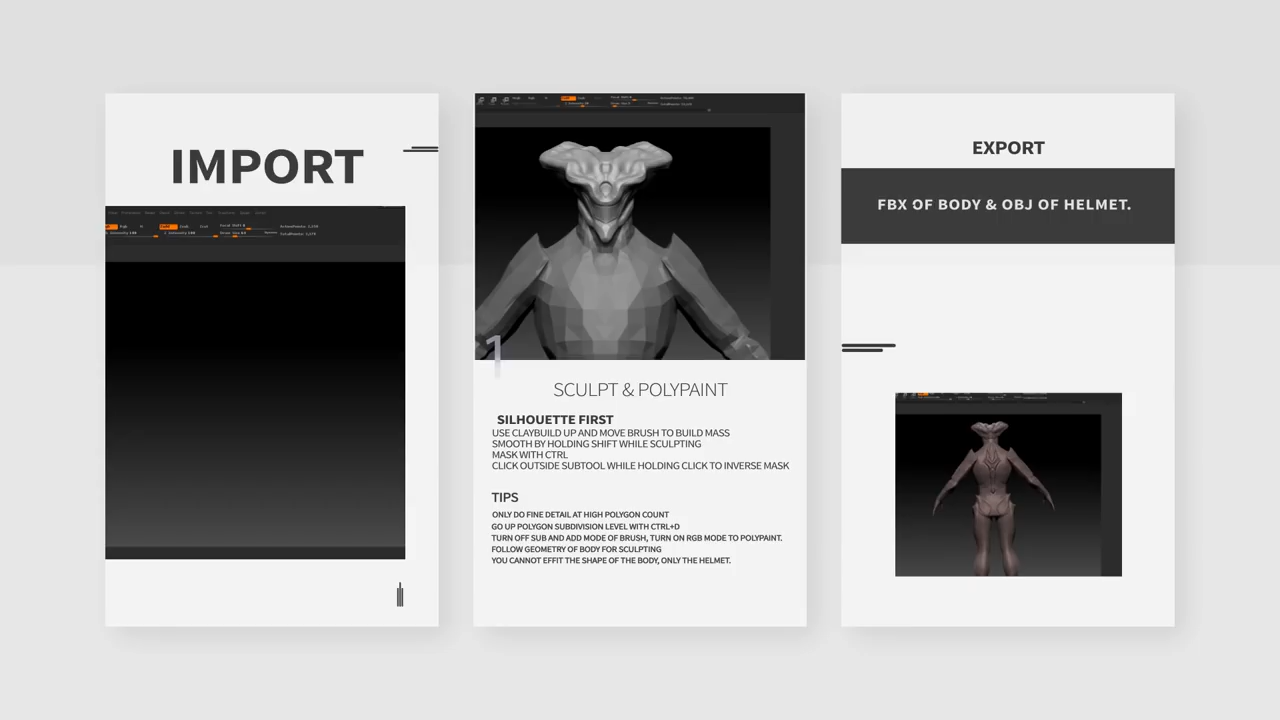 IMPORT
1
SCULPT & POLYPAINT
SILHOUETTE FIRST
USE CLAYBUILD UP AND MOVE BRUSH TO BUILD MASS
SMOOTH BY HOLDING SHIFT WHILE SCULPTING
MASK WITH CTRL
CLICK OUTSIDE SUBTOOL WHILE HOLDING CLICK TO INVERSE MASK
TIPS
ONLY DO FINE DETAIL AT HIGH POLYGON COUNT
GO UP POLYGON SUBDIVISION LEVEL WITH CTRL+D
TURN OFF SUB AND ADD MODE OF BRUSH, TURN ON RGB MODE TO POLYPAINT.
FOLLOW GEOMETRY OF BODY FOR SCULPTING
YOU CANNOT EFFIT THE SHAPE OF THE BODY, ONLY THE HELMET.
EXPORT
FBX OF BODY & OBJ OF HELMET.